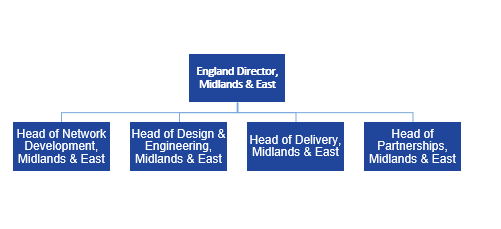 England Director,
Midlands & East
Head of Network
Development,
Midlands & East
Head of Design &
Engineering,
Midlands & East
Head of Delivery,
Midlands & East
Head of
Partnerships,
Midlands & East